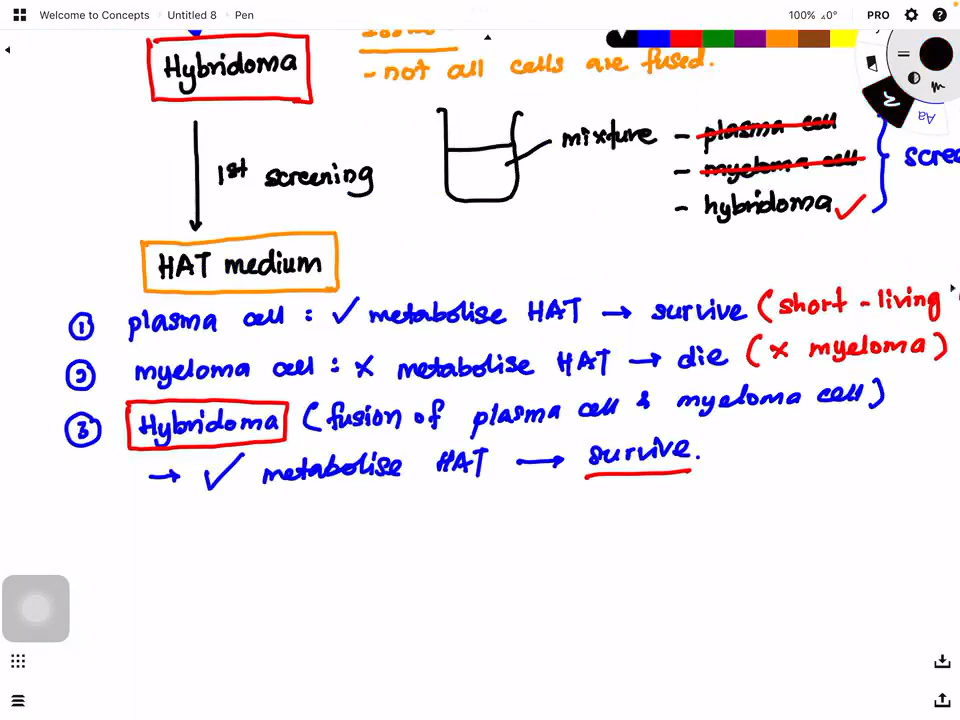 Welcome to Concepts Untitled 8 Pen 100% 0° PRO
Hybridoma
- not all cells are fused.
1st screening
mixture - plasma cell
- myeloma cell
- hybridoma ✓
HAT medium
① plasma cell : ✓ metabolise HAT → survive (short-living
② myeloma cell : × metabolise HAT → die (× myeloma)
③ Hybridoma (fusion of plasma cell & myeloma cell)
→ ✓ metabolise HAT → survive.
Aa